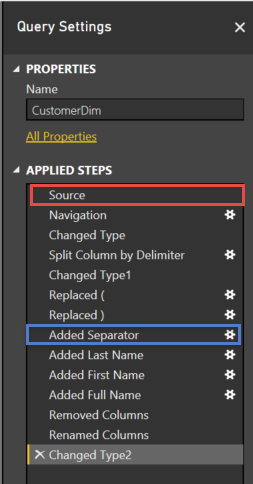 Query Settings
PROPERTIES
Name
CustomerDim
All Properties
APPLIED STEPS
Source
Navigation
Changed Type
Split Column by Delimiter
Changed Type1
Replaced (
Replaced )
Added Separator
Added Last Name
Added First Name
Added Full Name
Removed Columns
Renamed Columns
Changed Type2